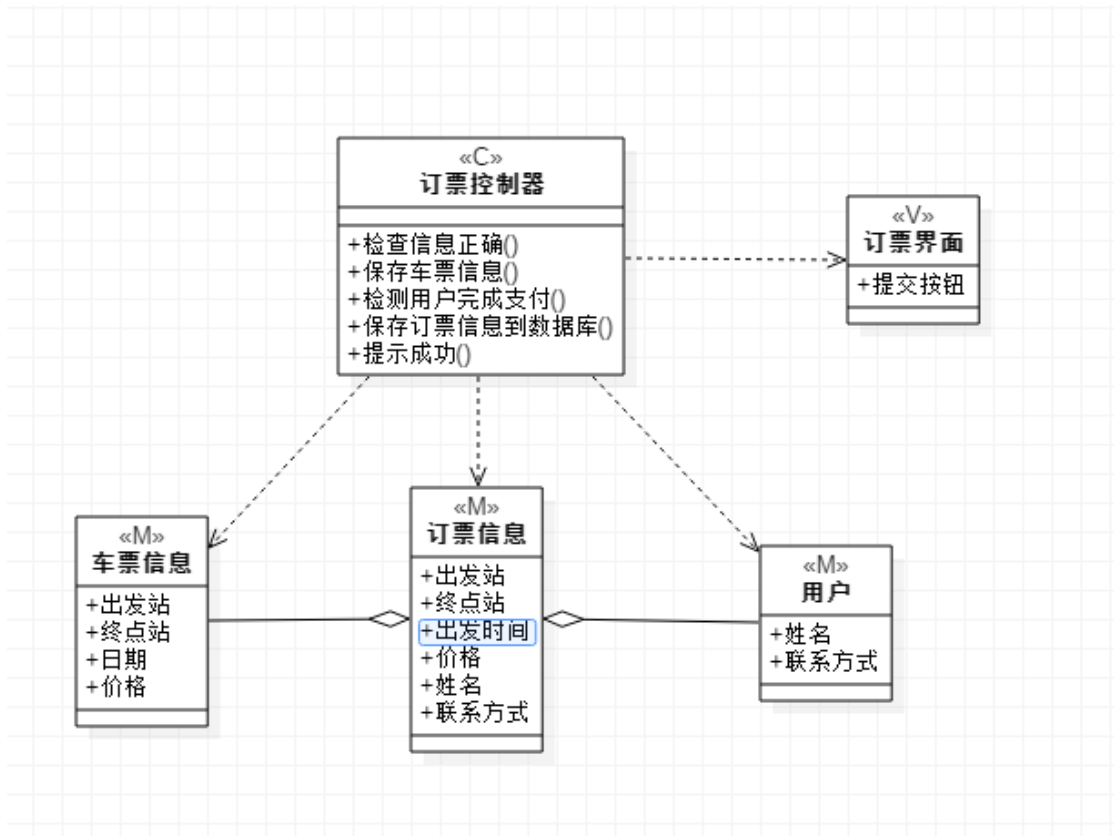 «C»
订票控制器
+检查信息正确()
+保存车票信息()
+检测用户完成支付()
+保存订票信息到数据库()
+提示成功()
«V»
订票界面
+提交按钮
«M»
车票信息
+出发站
+终点站
+日期
+价格
«M»
订票信息
+出发站
+终点站
+出发时间
+价格
+姓名
+联系方式
«M»
用户
+姓名
+联系方式